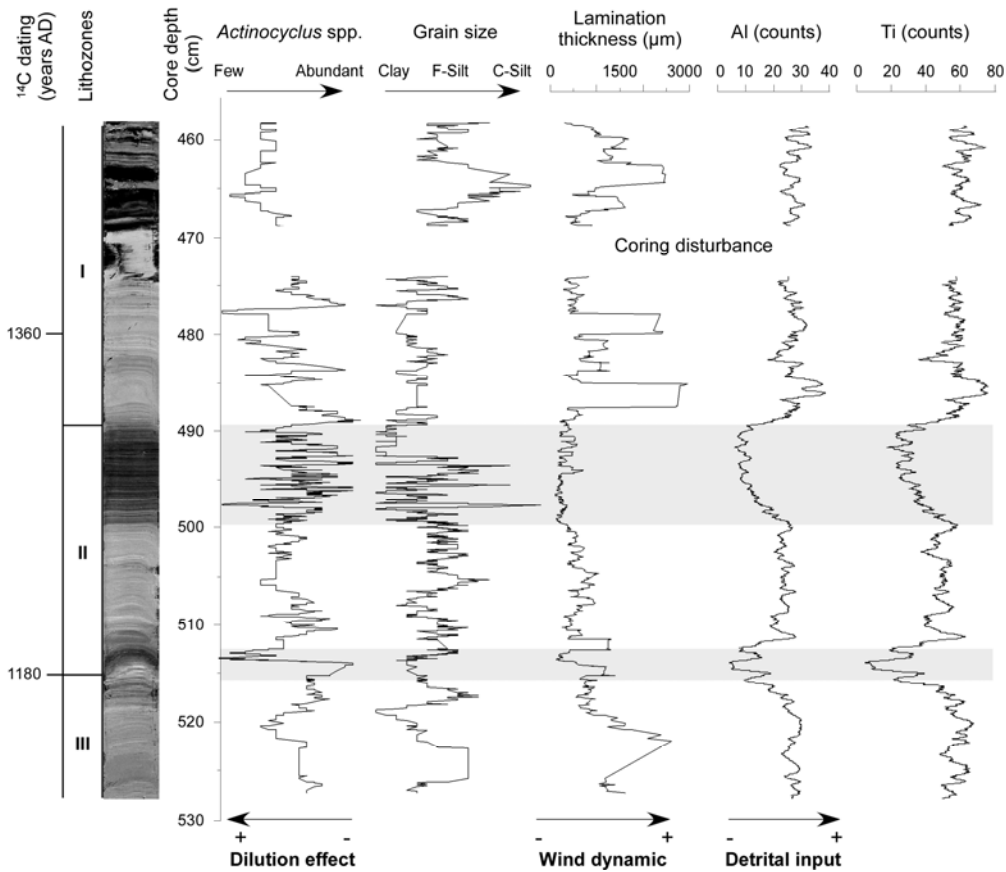 ¹⁴C dating
(years AD)
Lithozones
Core depth
(cm)
Actinocyclus spp.
Few Abundant
Grain size
Clay F-Silt C-Silt
Lamination
thickness (µm)
0 1500 3000
Al (counts)
0 10 20 30 40
Ti (counts)
0 20 40 60 80
460
470
480
490
500
510
520
530
Coring disturbance
1360
1180
I
II
III
+ -
Dilution effect
- +
Wind dynamic
- +
Detrital input